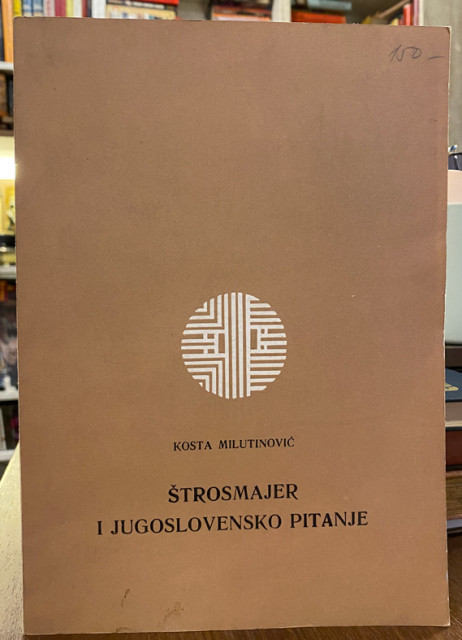 150-
KOSTA MILUTINOVIĆ
ŠTROSMAJER
I JUGOSLOVENSKO PITANJE